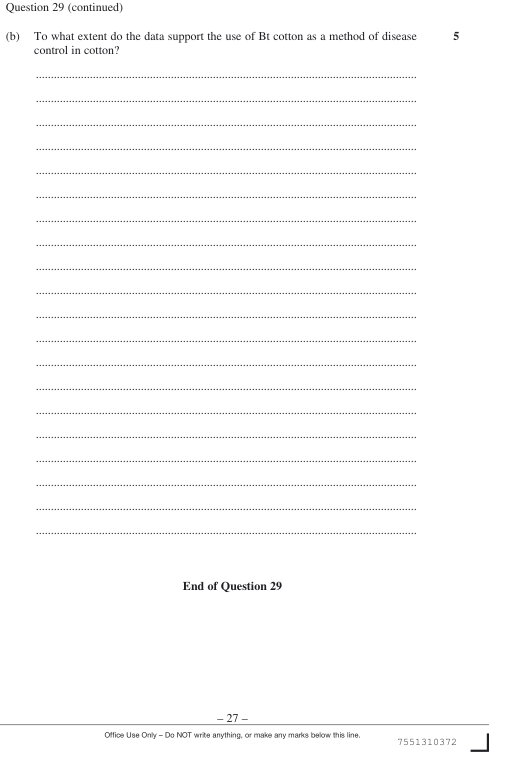 Question 29 (continued)
(b) To what extent do the data support the use of Bt cotton as a method of disease 5
control in cotton?
End of Question 29
– 27 –
Office Use Only – Do NOT write anything, or make any marks below this line.
7551310372